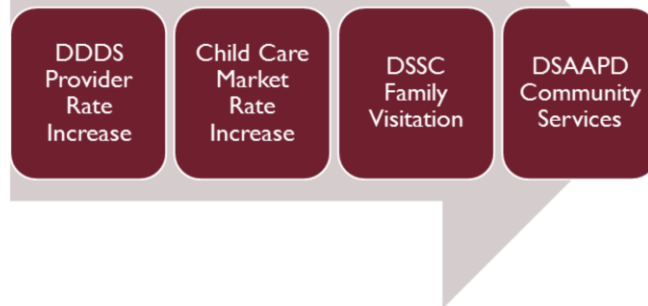 DDDS
Provider
Rate
Increase
Child Care
Market
Rate
Increase
DSSC
Family
Visitation
DSAAPD
Community
Services